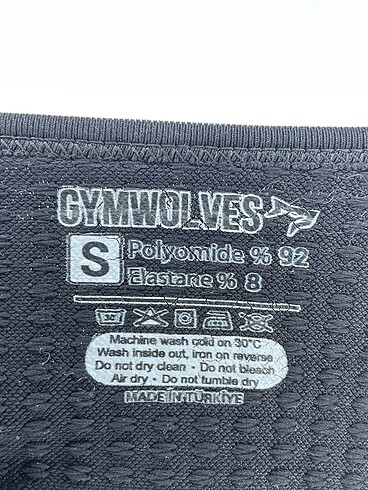 GYMWOLVES
S
Polyomide % 92
Elastane % 8
Machine wash cold on 30°C
Wash inside out, iron on reverse
Do not dry clean · Do not bleach
Air dry · Do not tumble dry
MADE IN TÜRKİYE